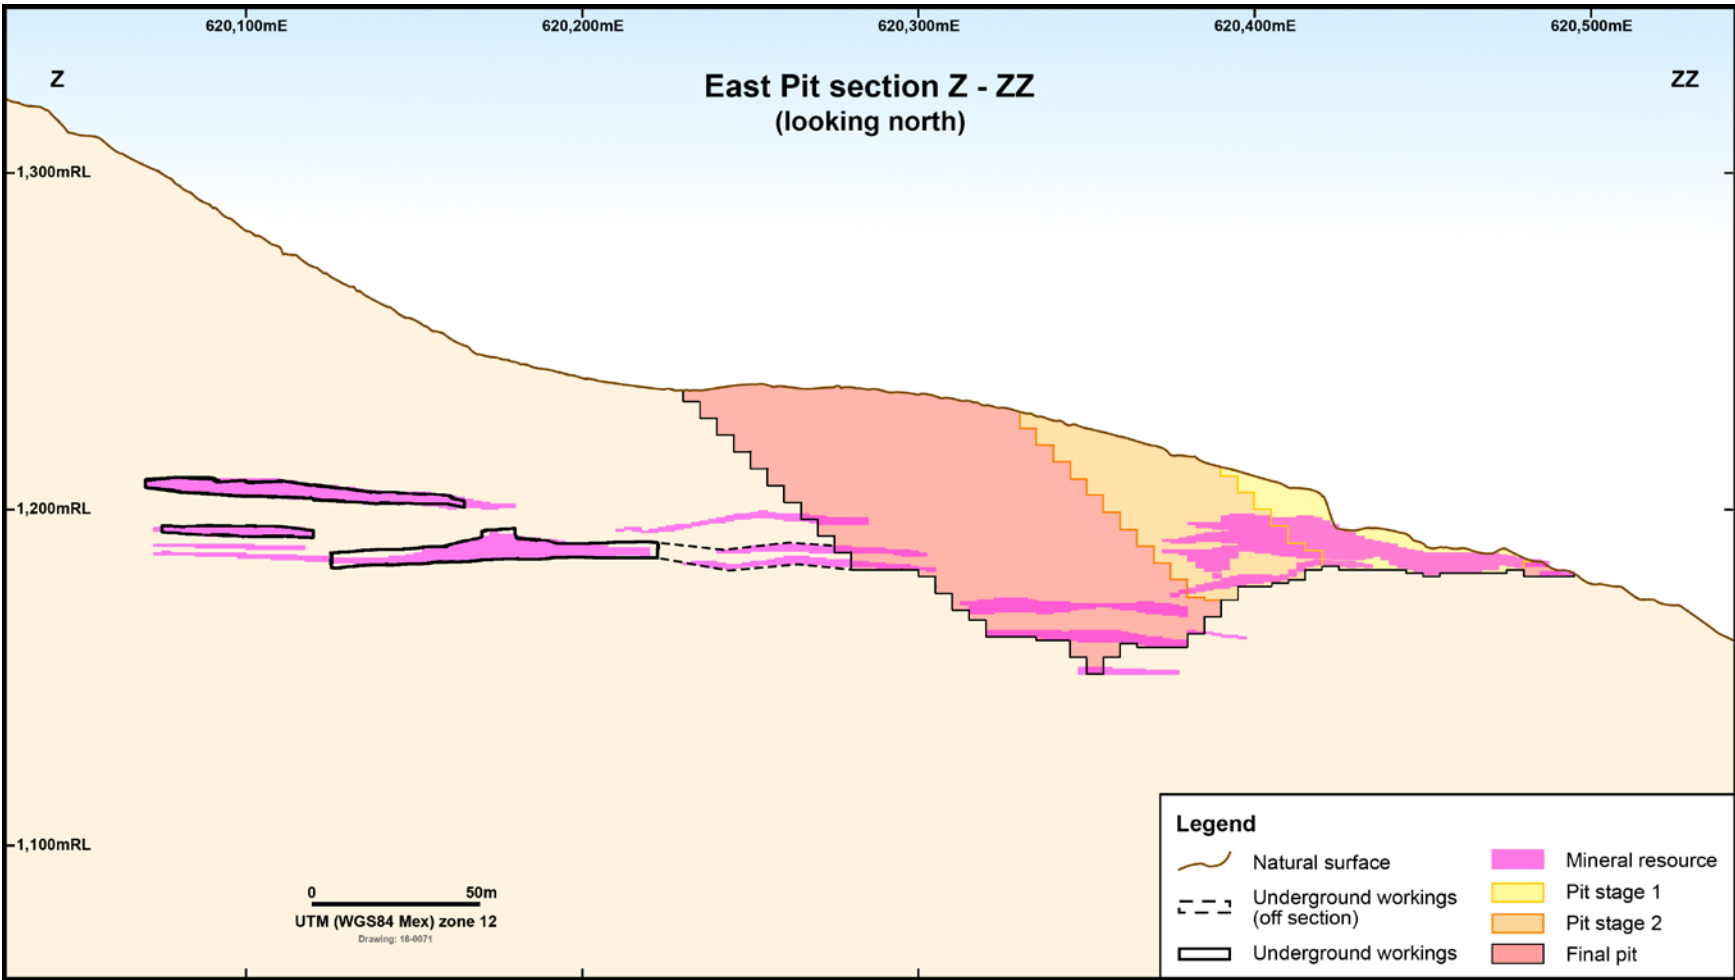 620,100mE 620,200mE 620,300mE 620,400mE 620,500mE
Z ZZ
East Pit section Z - ZZ
(looking north)
1,300mRL
1,200mRL
1,100mRL
0 50m
UTM (WGS84 Mex) zone 12
Drawing: 18-0071
Legend
Natural surface
Underground workings
(off section)
Underground workings
Mineral resource
Pit stage 1
Pit stage 2
Final pit